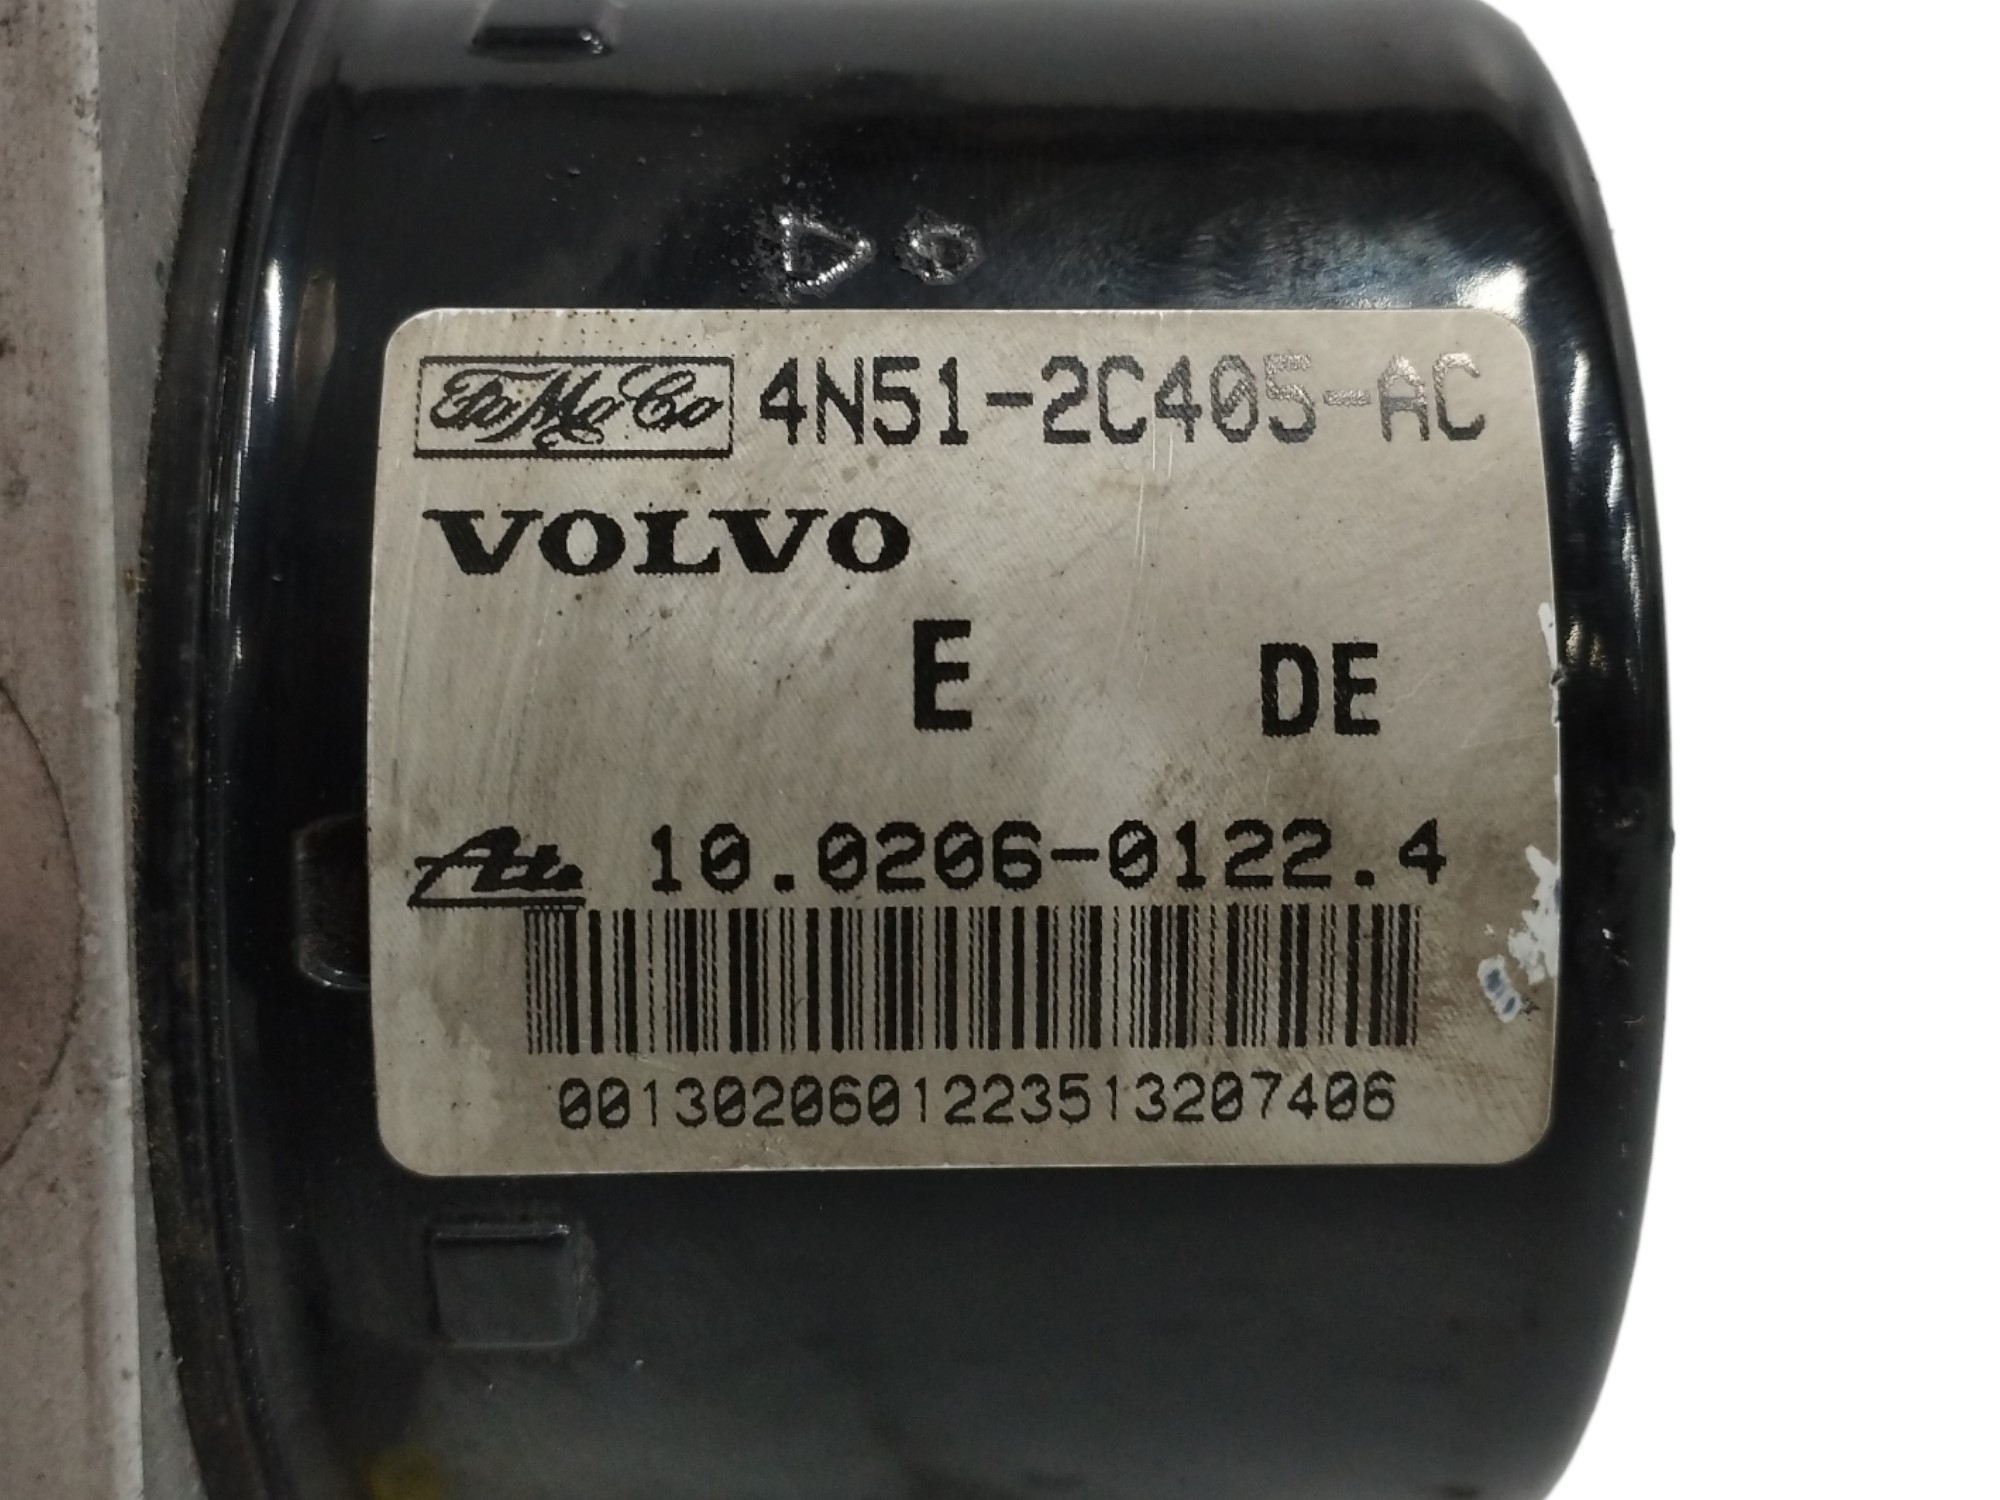 FoMoCo 4N51-2C405-AC
VOLVO
E DE
Ate 10.0206-0122.4
0013020601223513207406